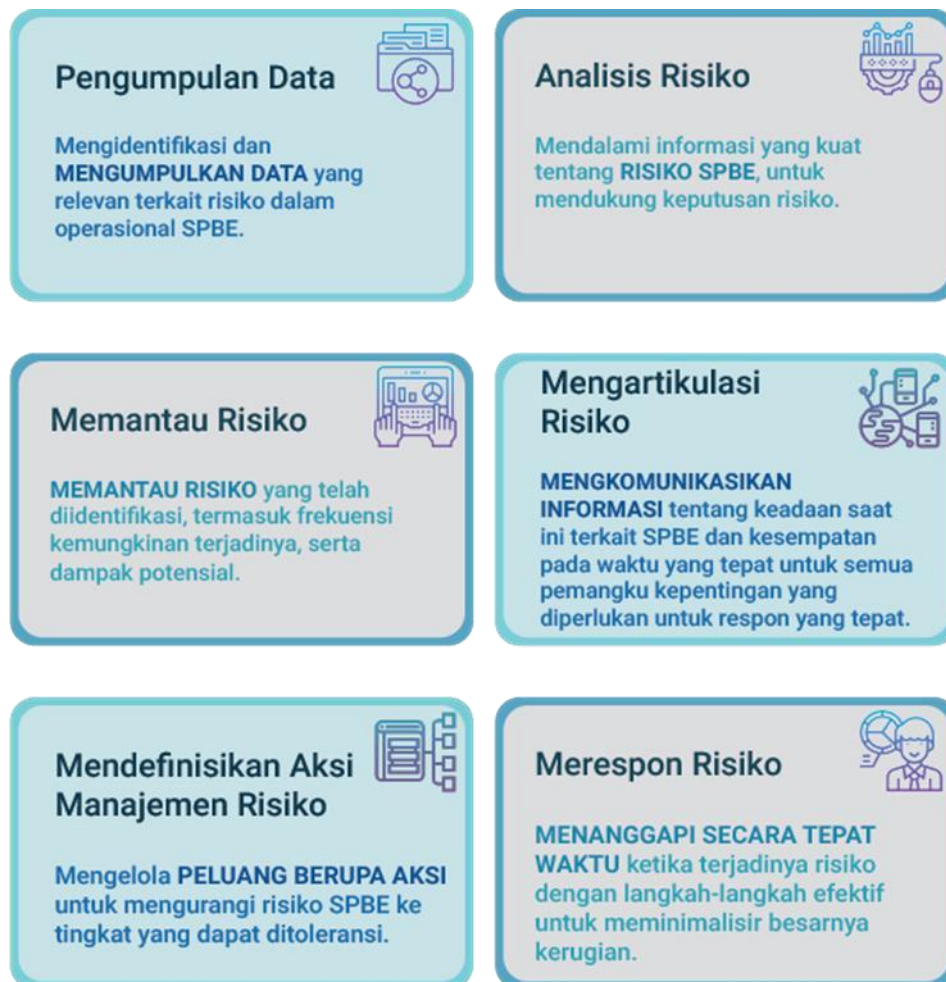 Pengumpulan Data
Mengidentifikasi dan
MENGUMPULKAN DATA yang
relevan terkait risiko dalam
operasional SPBE.
Analisis Risiko
Mendalami informasi yang kuat
tentang RISIKO SPBE, untuk
mendukung keputusan risiko.
Memantau Risiko
MEMANTAU RISIKO yang telah
diidentifikasi, termasuk frekuensi
kemungkinan terjadinya, serta
dampak potensial.
Mengartikulasi
Risiko
MENGKOMUNIKASIKAN
INFORMASI tentang keadaan saat
ini terkait SPBE dan kesempatan
pada waktu yang tepat untuk semua
pemangku kepentingan yang
diperlukan untuk respon yang tepat.
Mendefinisikan Aksi
Manajemen Risiko
Mengelola PELUANG BERUPA AKSI
untuk mengurangi risiko SPBE ke
tingkat yang dapat ditoleransi.
Merespon Risiko
MENANGGAPI SECARA TEPAT
WAKTU ketika terjadinya risiko
dengan langkah-langkah efektif
untuk meminimalisir besarnya
kerugian.